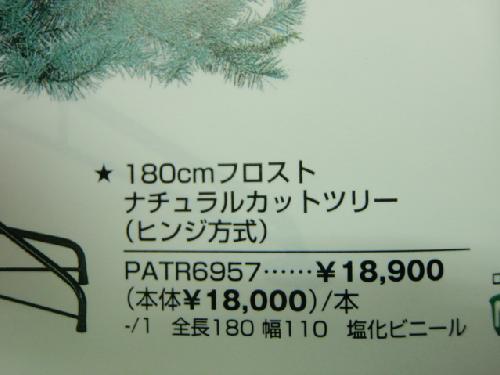 ★ 180cmフロスト
ナチュラルカットツリー
(ヒンジ方式)
PATR6957……¥18,900
(本体¥18,000)/本
-/1 全長180 幅110 塩化ビニール